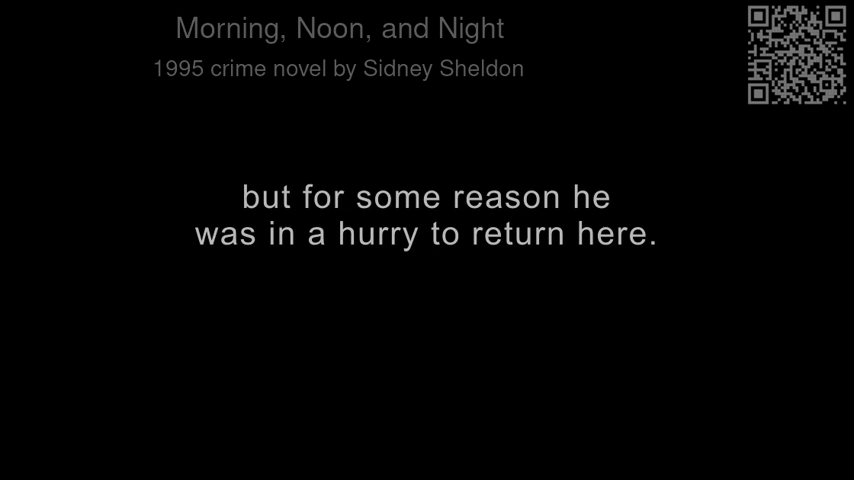 Morning, Noon, and Night
1995 crime novel by Sidney Sheldon
but for some reason he
was in a hurry to return here.